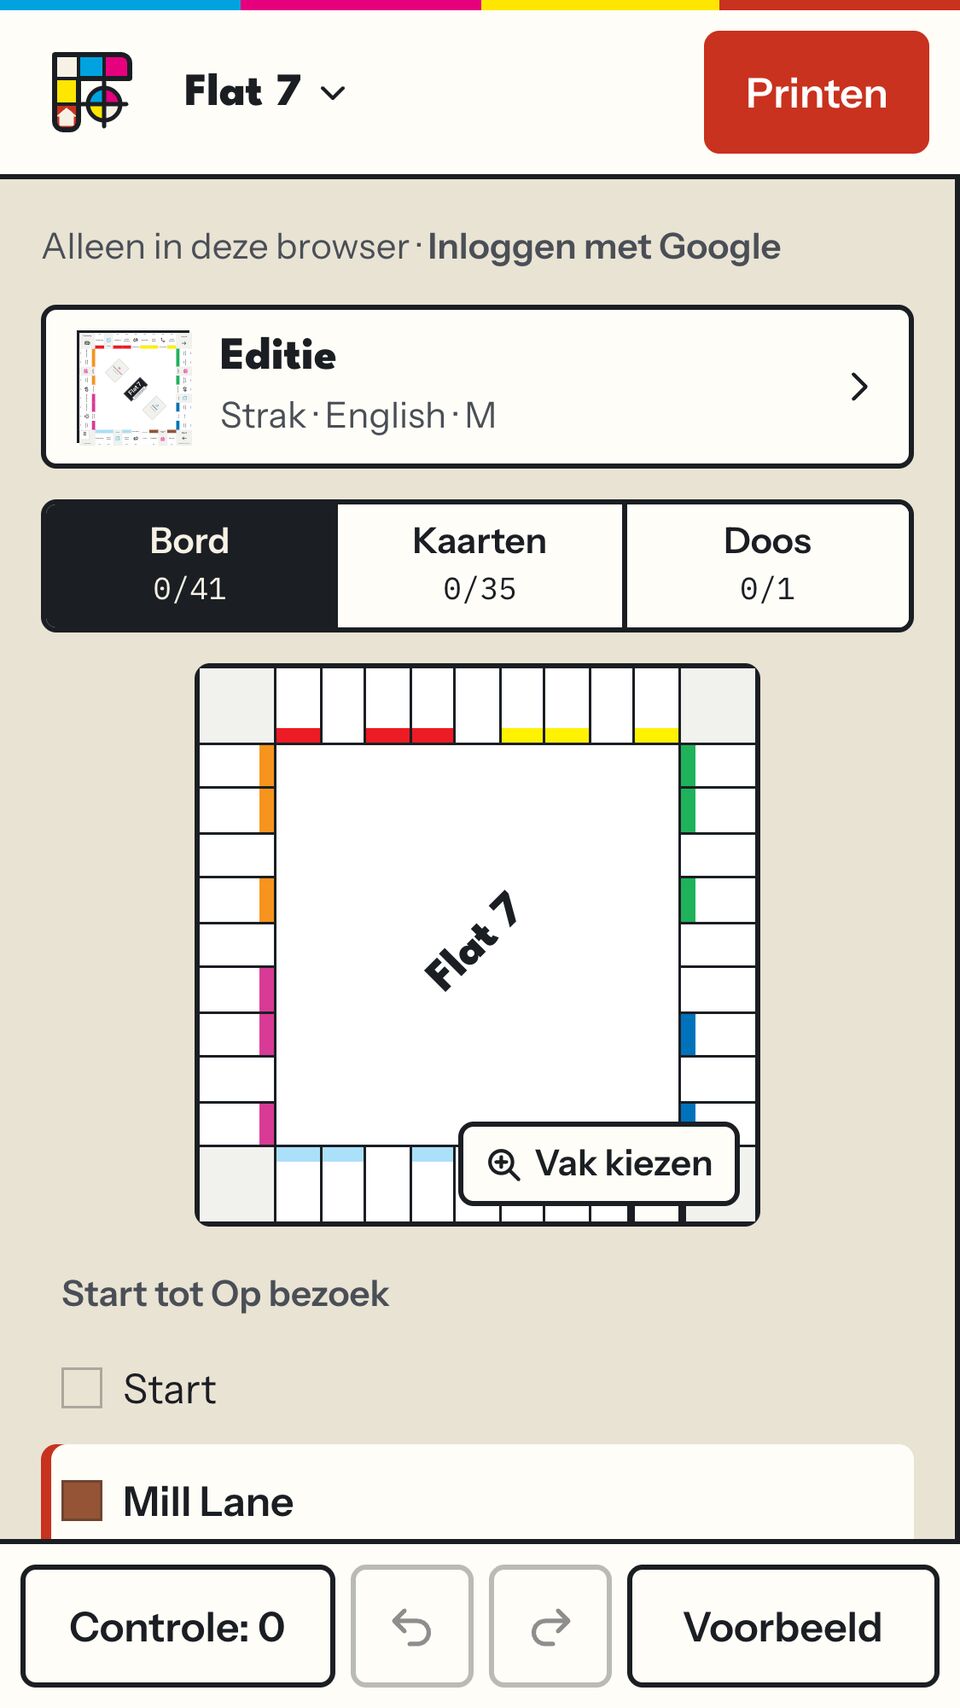 Flat 7
Printen
Alleen in deze browser · Inloggen met Google
Editie
Strak · English · M
Bord
0/41
Kaarten
0/35
Doos
0/1
Flat 7
Vak kiezen
Start tot Op bezoek
Start
Mill Lane
Controle: 0
Voorbeeld